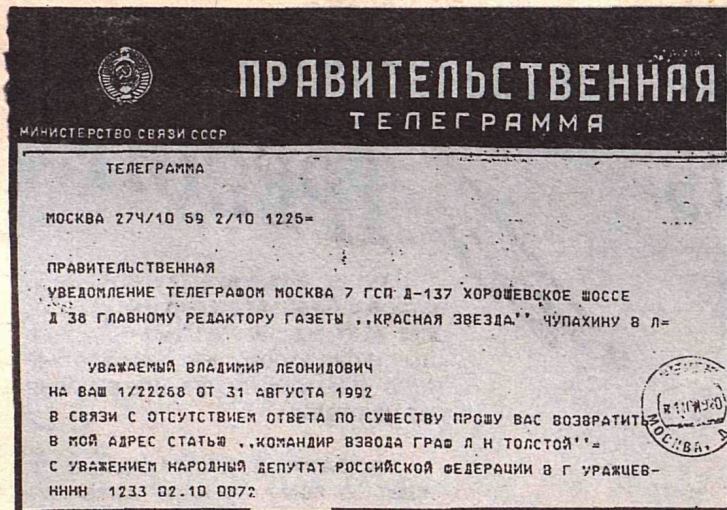 ПРАВИТЕЛЬСТВЕННАЯ
ТЕЛЕГРАММА
МИНИСТЕРСТВО СВЯЗИ СССР
ТЕЛЕГРАММА
МОСКВА 274/10 59 2/10 1225=
ПРАВИТЕЛЬСТВЕННАЯ
УВЕДОМЛЕНИЕ ТЕЛЕГРАФОМ МОСКВА 7 ГСП Д-137 ХОРОШЕВСКОЕ ШОССЕ
Д 38 ГЛАВНОМУ РЕДАКТОРУ ГАЗЕТЫ ,,КРАСНАЯ ЗВЕЗДА'' ЧУПАХИНУ В Л=
УВАЖАЕМЫЙ ВЛАДИМИР ЛЕОНИДОВИЧ
НА ВАШ 1/22268 ОТ 31 АВГУСТА 1992
В СВЯЗИ С ОТСУТСТВИЕМ ОТВЕТА ПО СУЩЕСТВУ ПРОШУ ВАС ВОЗВРАТИТЬ
В МОЙ АДРЕС СТАТЬЮ ,,КОМАНДИР ВЗВОДА ГРАФ Л Н ТОЛСТОЙ''=
С УВАЖЕНИЕМ НАРОДНЫЙ ДЕПУТАТ РОССИЙСКОЙ ФЕДЕРАЦИИ В Г УРАЖЦЕВ-
НННН 1233 02.10 0072
МОСКВА, Д